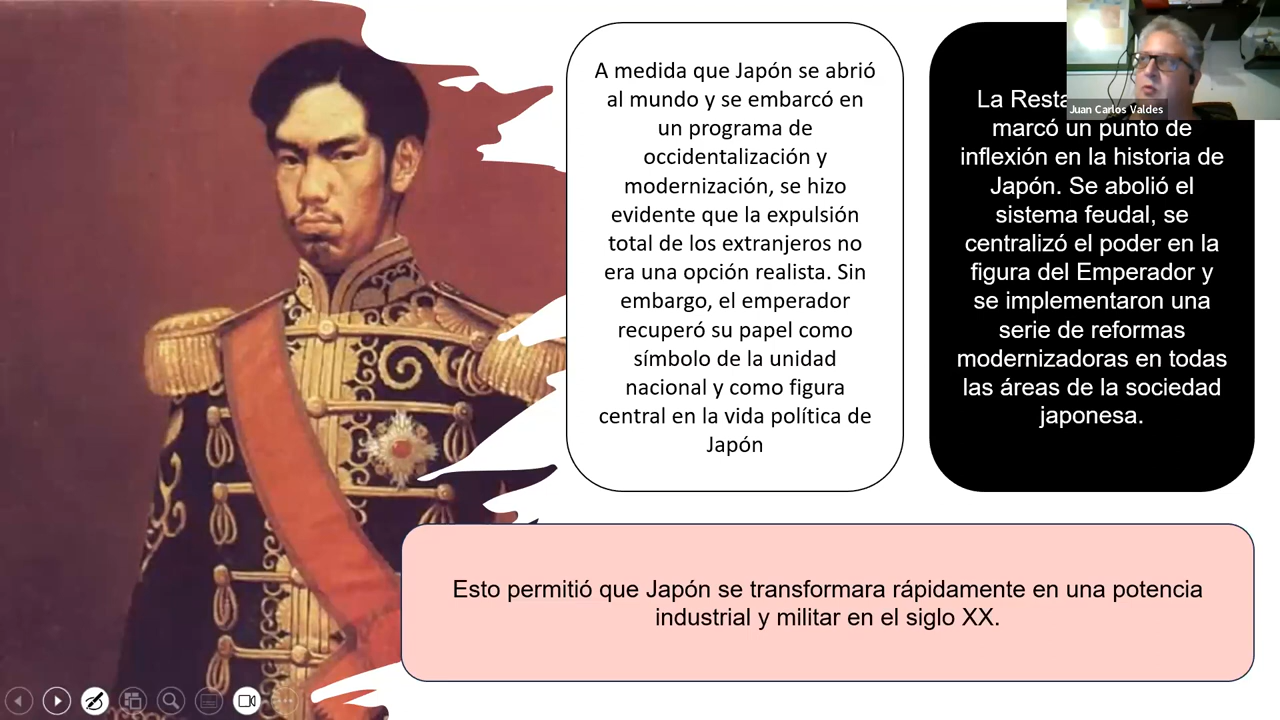 A medida que Japón se abrió
al mundo y se embarcó en
un programa de
occidentalización y
modernización, se hizo
evidente que la expulsión
total de los extranjeros no
era una opción realista. Sin
embargo, el emperador
recuperó su papel como
símbolo de la unidad
nacional y como figura
central en la vida política de
Japón
La
marcó un punto de
inflexión en la historia de
Japón. Se abolió el
sistema feudal, se
centralizó el poder en la
figura del Emperador y
se implementaron una
serie de reformas
modernizadoras en todas
las áreas de la sociedad
japonesa.
Juan Carlos Valdes
Esto permitió que Japón se transformara rápidamente en una potencia
industrial y militar en el siglo XX.